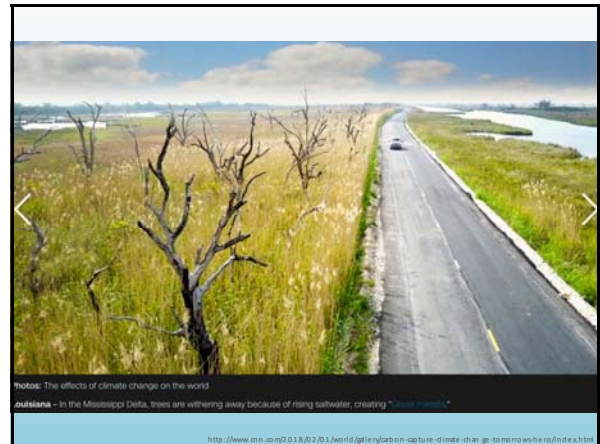 Photos: The effects of climate change on the world
Louisiana – In the Mississippi Delta, trees are withering away because of rising saltwater, creating "Ghost Forests."
http://www.cnn.com/2018/02/01/world/gallery/carbon-capture-climate-change-tomorrows-hero/index.html